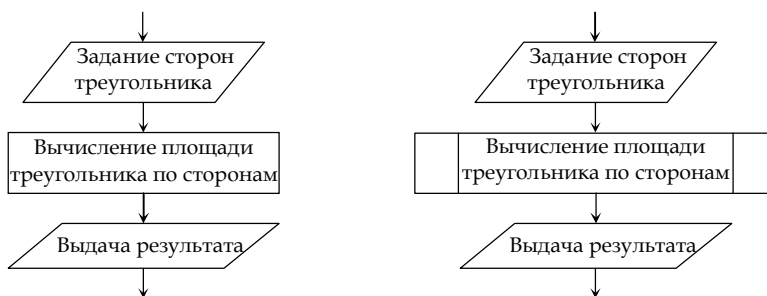 Задание сторон
треугольника
Вычисление площади
треугольника по сторонам
Выдача результата
Задание сторон
треугольника
Вычисление площади
треугольника по сторонам
Выдача результата